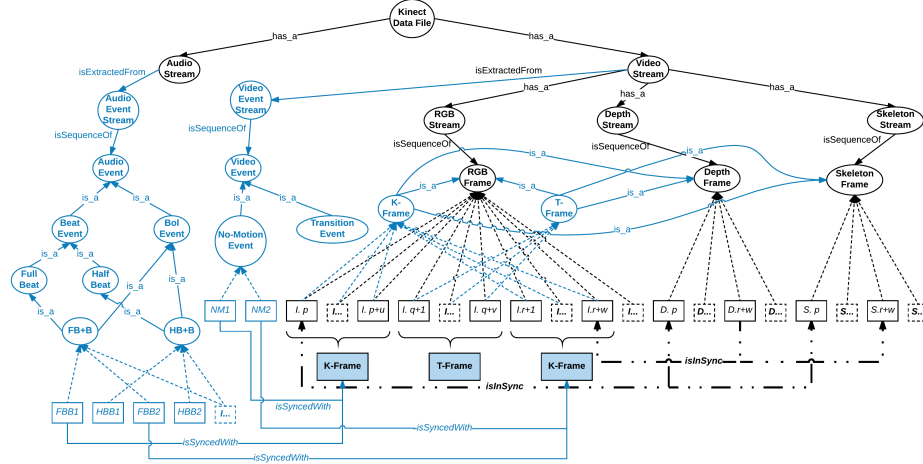 Kinect
Data File
has_a
has_a
Audio
Stream
Video
Stream
isExtractedFrom
isExtractedFrom
has_a
has_a
has_a
Audio
Event
Stream
Video
Event
Stream
RGB
Stream
Depth
Stream
Skeleton
Stream
isSequenceOf
isSequenceOf
isSequenceOf
isSequenceOf
isSequenceOf
Audio
Event
Video
Event
RGB
Frame
Depth
Frame
Skeleton
Frame
is_a
is_a
is_a
is_a
is_a
is_a
is_a
is_a
is_a
is_a
Beat
Event
Bol
Event
No-Motion
Event
Transition
Event
K-
Frame
T-
Frame
is_a
is_a
is_a
is_a
is_a
is_a
Full
Beat
Half
Beat
FB+B
HB+B
NM1
NM2
I. p
I...
I. p+u
I. q+1
I...
I. q+v
I.r+1
I...
I.r+w
I...
D. p
D...
D.r+w
D...
S. p
S...
S.r+w
S..
K-Frame
T-Frame
K-Frame
isInSync
isInSync
FBB1
HBB1
FBB2
HBB2
I...
isSyncedWith
isSyncedWith
isSyncedWith
isSyncedWith